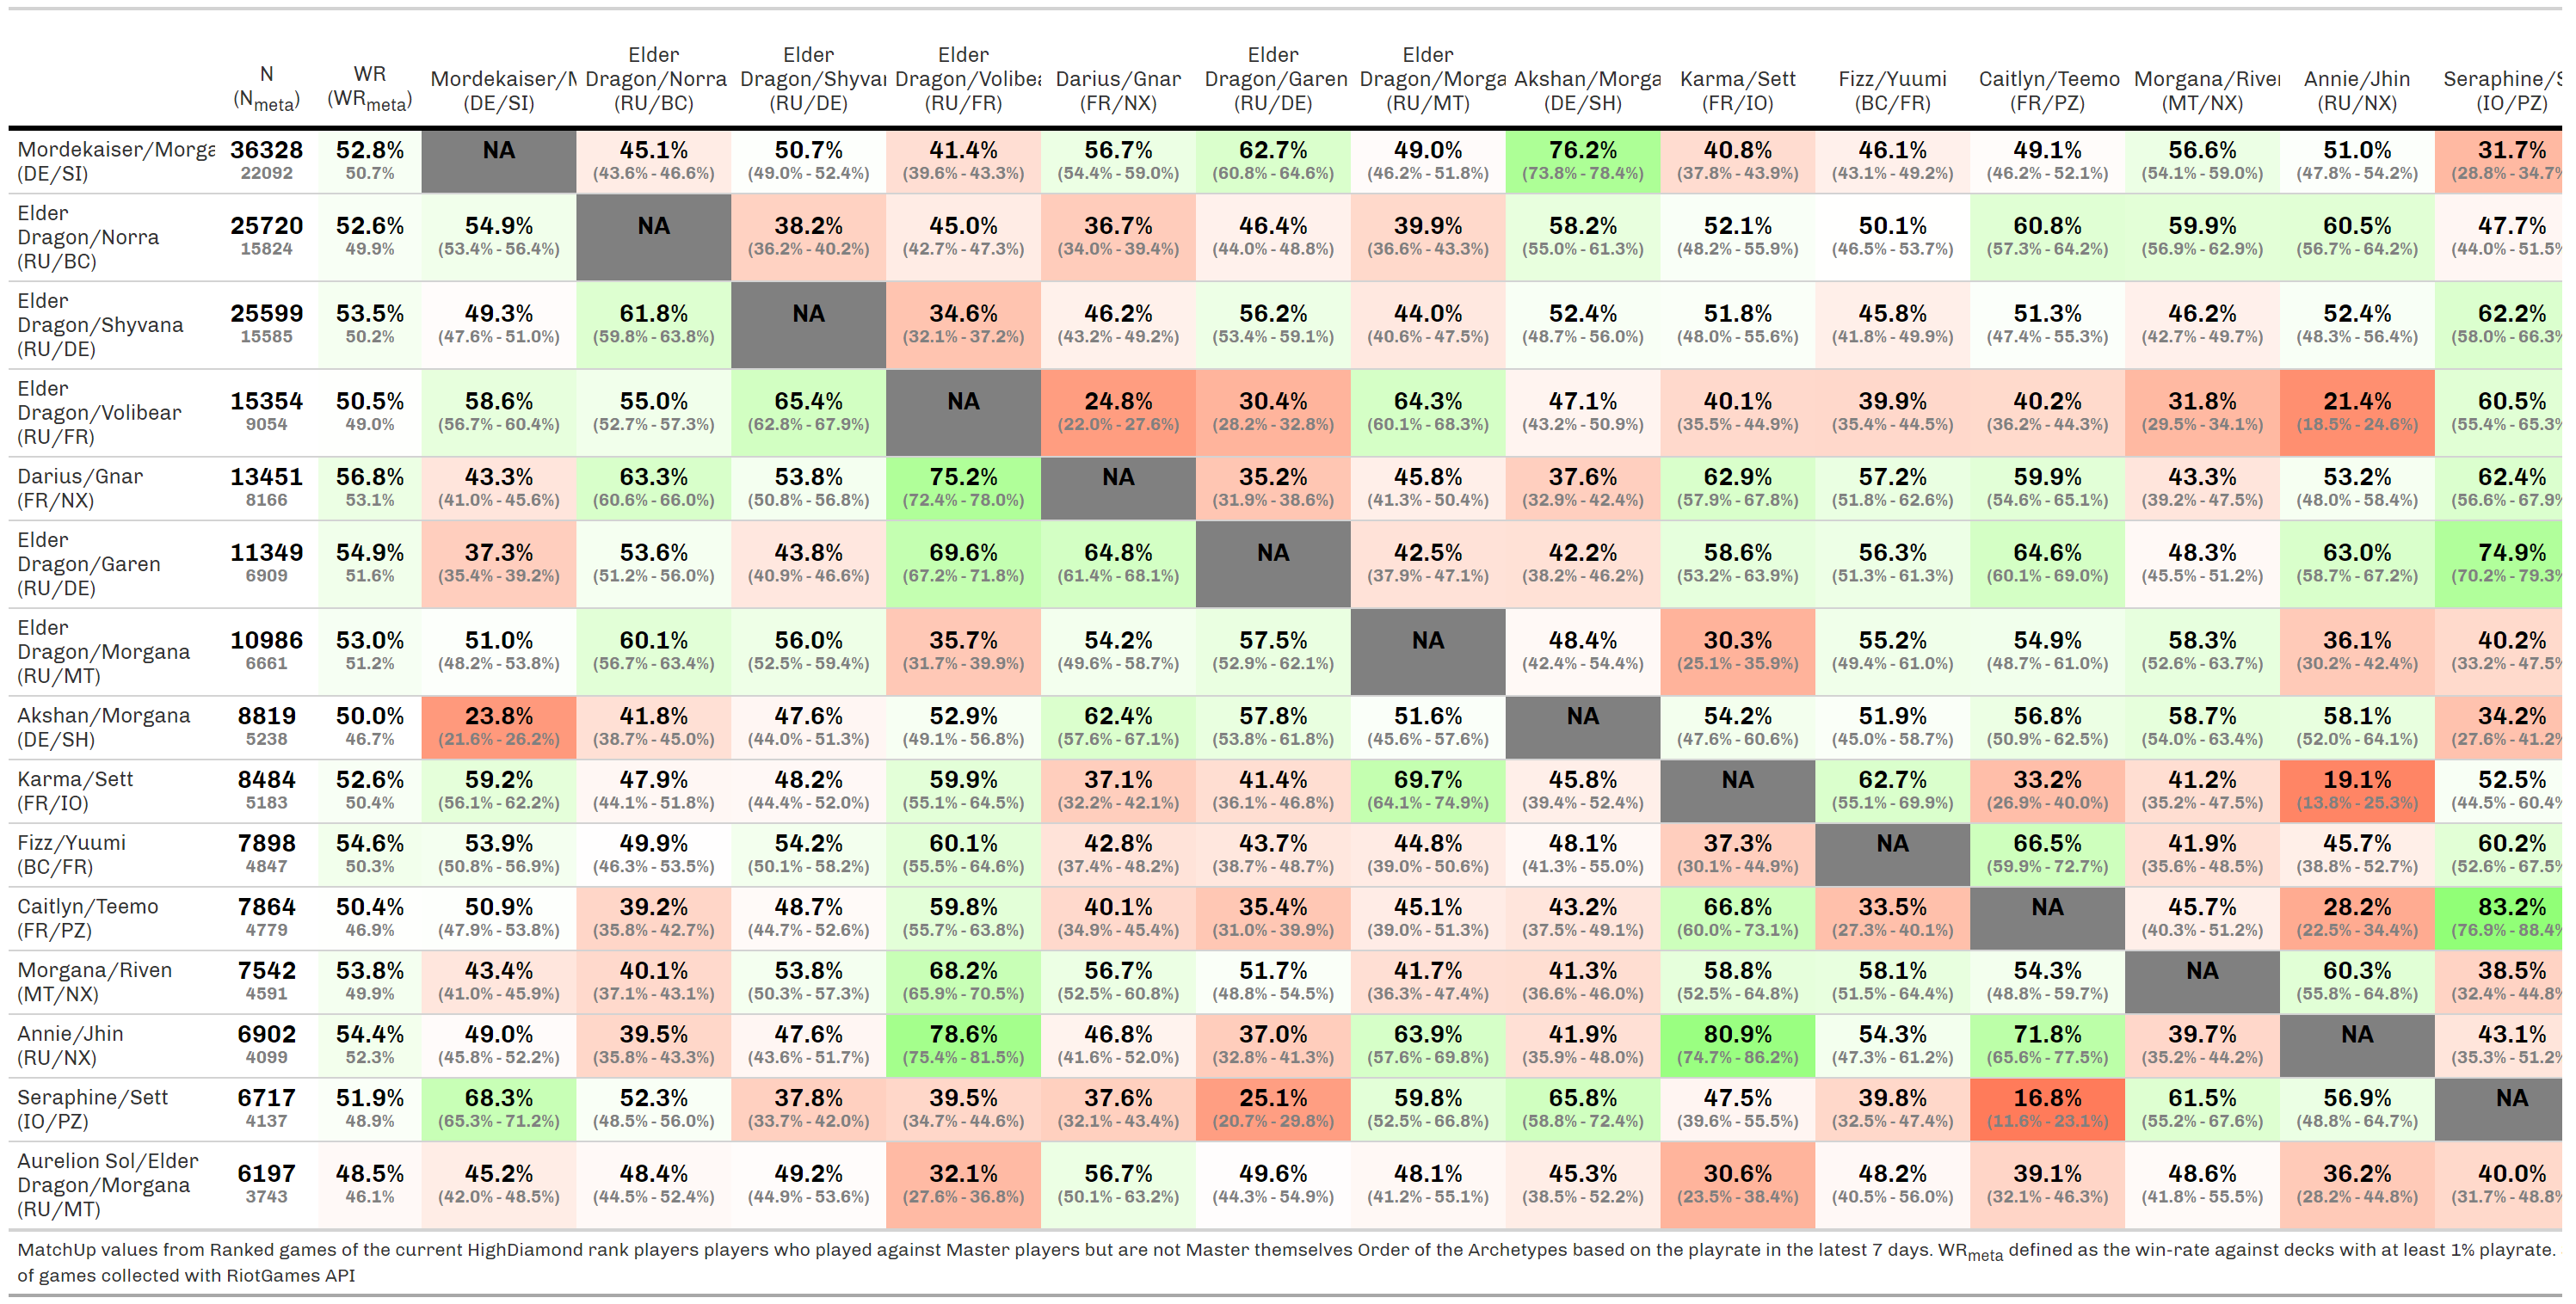 Elder Elder Elder Elder Elder
N WR Mordekaiser/M Dragon/Norra Dragon/Shyvar Dragon/Volibea Darius/Gnar Dragon/Garen Dragon/Morga Akshan/Morga Karma/Sett Fizz/Yuumi Caitlyn/Teemo Morgana/River Annie/Jhin Seraphine/S
(Nmeta) (WRmeta) (DE/SI) (RU/BC) (RU/DE) (RU/FR) (FR/NX) (RU/DE) (RU/MT) (DE/SH) (FR/IO) (BC/FR) (FR/PZ) (MT/NX) (RU/NX) (IO/PZ)
Mordekaiser/Morga 36328 52.8% NA 45.1% 50.7% 41.4% 56.7% 62.7% 49.0% 76.2% 40.8% 46.1% 49.1% 56.6% 51.0% 31.7%
(DE/SI) 22092 50.7% (43.6% - 46.6%) (49.0% - 52.4%) (39.6% - 43.3%) (54.4% - 59.0%) (60.8% - 64.6%) (46.2% - 51.8%) (73.8% - 78.4%) (37.8% - 43.9%) (43.1% - 49.2%) (46.2% - 52.1%) (54.1% - 59.0%) (47.8% - 54.2%) (28.8% - 34.7%
Elder
Dragon/Norra 25720 52.6% 54.9% NA 38.2% 45.0% 36.7% 46.4% 39.9% 58.2% 52.1% 50.1% 60.8% 59.9% 60.5% 47.7%
(RU/BC) 15824 49.9% (53.4% - 56.4%) (36.2% - 40.2%) (42.7% - 47.3%) (34.0% - 39.4%) (44.0% - 48.8%) (36.6% - 43.3%) (55.0% - 61.3%) (48.2% - 55.9%) (46.5% - 53.7%) (57.3% - 64.2%) (56.9% - 62.9%) (56.7% - 64.2%) (44.0% - 51.5%
Elder
Dragon/Shyvana 25599 53.5% 49.3% 61.8% NA 34.6% 46.2% 56.2% 44.0% 52.4% 51.8% 45.8% 51.3% 46.2% 52.4% 62.2%
(RU/DE) 15585 50.2% (47.6% - 51.0%) (59.8% - 63.8%) (32.1% - 37.2%) (43.2% - 49.2%) (53.4% - 59.1%) (40.6% - 47.5%) (48.7% - 56.0%) (48.0% - 55.6%) (41.8% - 49.9%) (47.4% - 55.3%) (42.7% - 49.7%) (48.3% - 56.4%) (58.0% - 66.3%
Elder
Dragon/Volibear 15354 50.5% 58.6% 55.0% 65.4% NA 24.8% 30.4% 64.3% 47.1% 40.1% 39.9% 40.2% 31.8% 21.4% 60.5%
(RU/FR) 9054 49.0% (56.7% - 60.4%) (52.7% - 57.3%) (62.8% - 67.9%) (22.0% - 27.6%) (28.2% - 32.8%) (60.1% - 68.3%) (43.2% - 50.9%) (35.5% - 44.9%) (35.4% - 44.5%) (36.2% - 44.3%) (29.5% - 34.1%) (18.5% - 24.6%) (55.4% - 65.3%
Darius/Gnar 13451 56.8% 43.3% 63.3% 53.8% 75.2% NA 35.2% 45.8% 37.6% 62.9% 57.2% 59.9% 43.3% 53.2% 62.4%
(FR/NX) 8166 53.1% (41.0% - 45.6%) (60.6% - 66.0%) (50.8% - 56.8%) (72.4% - 78.0%) (31.9% - 38.6%) (41.3% - 50.4%) (32.9% - 42.4%) (57.9% - 67.8%) (51.8% - 62.6%) (54.6% - 65.1%) (39.2% - 47.5%) (48.0% - 58.4%) (56.6% - 67.9%
Elder
Dragon/Garen 11349 54.9% 37.3% 53.6% 43.8% 69.6% 64.8% NA 42.5% 42.2% 58.6% 56.3% 64.6% 48.3% 63.0% 74.9%
(RU/DE) 6909 51.6% (35.4% - 39.2%) (51.2% - 56.0%) (40.9% - 46.6%) (67.2% - 71.8%) (61.4% - 68.1%) (37.9% - 47.1%) (38.2% - 46.2%) (53.2% - 63.9%) (51.3% - 61.3%) (60.1% - 69.0%) (45.5% - 51.2%) (58.7% - 67.2%) (70.2% - 79.3%
Elder
Dragon/Morgana 10986 53.0% 51.0% 60.1% 56.0% 35.7% 54.2% 57.5% NA 48.4% 30.3% 55.2% 54.9% 58.3% 36.1% 40.2%
(RU/MT) 6661 51.2% (48.2% - 53.8%) (56.7% - 63.4%) (52.5% - 59.4%) (31.7% - 39.9%) (49.6% - 58.7%) (52.9% - 62.1%) (42.4% - 54.4%) (25.1% - 35.9%) (49.4% - 61.0%) (48.7% - 61.0%) (52.6% - 63.7%) (30.2% - 42.4%) (33.2% - 47.5%
Akshan/Morgana 8819 50.0% 23.8% 41.8% 47.6% 52.9% 62.4% 57.8% 51.6% NA 54.2% 51.9% 56.8% 58.7% 58.1% 34.2%
(DE/SH) 5238 46.7% (21.6% - 26.2%) (38.7% - 45.0%) (44.0% - 51.3%) (49.1% - 56.8%) (57.6% - 67.1%) (53.8% - 61.8%) (45.6% - 57.6%) (47.6% - 60.6%) (45.0% - 58.7%) (50.9% - 62.5%) (54.0% - 63.4%) (52.0% - 64.1%) (27.6% - 41.2%
Karma/Sett 8484 52.6% 59.2% 47.9% 48.2% 59.9% 37.1% 41.4% 69.7% 45.8% NA 62.7% 33.2% 41.2% 19.1% 52.5%
(FR/IO) 5183 50.4% (56.1% - 62.2%) (44.1% - 51.8%) (44.4% - 52.0%) (55.1% - 64.5%) (32.2% - 42.1%) (36.1% - 46.8%) (64.1% - 74.9%) (39.4% - 52.4%) (55.1% - 69.9%) (26.9% - 40.0%) (35.2% - 47.5%) (13.8% - 25.3%) (44.5% - 60.4%
Fizz/Yuumi 7898 54.6% 53.9% 49.9% 54.2% 60.1% 42.8% 43.7% 44.8% 48.1% 37.3% NA 66.5% 41.9% 45.7% 60.2%
(BC/FR) 4847 50.3% (50.8% - 56.9%) (46.3% - 53.5%) (50.1% - 58.2%) (55.5% - 64.6%) (37.4% - 48.2%) (38.7% - 48.7%) (39.0% - 50.6%) (41.3% - 55.0%) (30.1% - 44.9%) (59.9% - 72.7%) (35.6% - 48.5%) (38.8% - 52.7%) (52.6% - 67.5%
Caitlyn/Teemo 7864 50.4% 50.9% 39.2% 48.7% 59.8% 40.1% 35.4% 45.1% 43.2% 66.8% 33.5% NA 45.7% 28.2% 83.2%
(FR/PZ) 4779 46.9% (47.9% - 53.8%) (35.8% - 42.7%) (44.7% - 52.6%) (55.7% - 63.8%) (34.9% - 45.4%) (31.0% - 39.9%) (39.0% - 51.3%) (37.5% - 49.1%) (60.0% - 73.1%) (27.3% - 40.1%) (40.3% - 51.2%) (22.5% - 34.4%) (76.9% - 88.4%
Morgana/Riven 7542 53.8% 43.4% 40.1% 53.8% 68.2% 56.7% 51.7% 41.7% 41.3% 58.8% 58.1% 54.3% NA 60.3% 38.5%
(MT/NX) 4591 49.9% (41.0% - 45.9%) (37.1% - 43.1%) (50.3% - 57.3%) (65.9% - 70.5%) (52.5% - 60.8%) (48.8% - 54.5%) (36.3% - 47.4%) (36.6% - 46.0%) (52.5% - 64.8%) (51.5% - 64.4%) (48.8% - 59.7%) (55.8% - 64.8%) (32.4% - 44.8%
Annie/Jhin 6902 54.4% 49.0% 39.5% 47.6% 78.6% 46.8% 37.0% 63.9% 41.9% 80.9% 54.3% 71.8% 39.7% NA 43.1%
(RU/NX) 4099 52.3% (45.8% - 52.2%) (35.8% - 43.3%) (43.6% - 51.7%) (75.4% - 81.5%) (41.6% - 52.0%) (32.8% - 41.3%) (57.6% - 69.8%) (35.9% - 48.0%) (74.7% - 86.2%) (47.3% - 61.2%) (65.6% - 77.5%) (35.2% - 44.2%) (35.3% - 51.2%
Seraphine/Sett 6717 51.9% 68.3% 52.3% 37.8% 39.5% 37.6% 25.1% 59.8% 65.8% 47.5% 39.8% 16.8% 61.5% 56.9% NA
(IO/PZ) 4137 48.9% (65.3% - 71.2%) (48.5% - 56.0%) (33.7% - 42.0%) (34.7% - 44.6%) (32.1% - 43.4%) (20.7% - 29.8%) (52.5% - 66.8%) (58.8% - 72.4%) (39.6% - 55.5%) (32.5% - 47.4%) (11.6% - 23.1%) (55.2% - 67.6%) (48.8% - 64.7%)
Aurelion Sol/Elder
Dragon/Morgana 6197 48.5% 45.2% 48.4% 49.2% 32.1% 56.7% 49.6% 48.1% 45.3% 30.6% 48.2% 39.1% 48.6% 36.2% 40.0%
(RU/MT) 3743 46.1% (42.0% - 48.5%) (44.5% - 52.4%) (44.9% - 53.6%) (27.6% - 36.8%) (50.1% - 63.2%) (44.3% - 54.9%) (41.2% - 55.1%) (38.5% - 52.2%) (23.5% - 38.4%) (40.5% - 56.0%) (32.1% - 46.3%) (41.8% - 55.5%) (28.2% - 44.8%) (31.7% - 48.8%
MatchUp values from Ranked games of the current HighDiamond rank players players who played against Master players but are not Master themselves Order of the Archetypes based on the playrate in the latest 7 days. WRmeta defined as the win-rate against decks with at least 1% playrate.
of games collected with RiotGames API